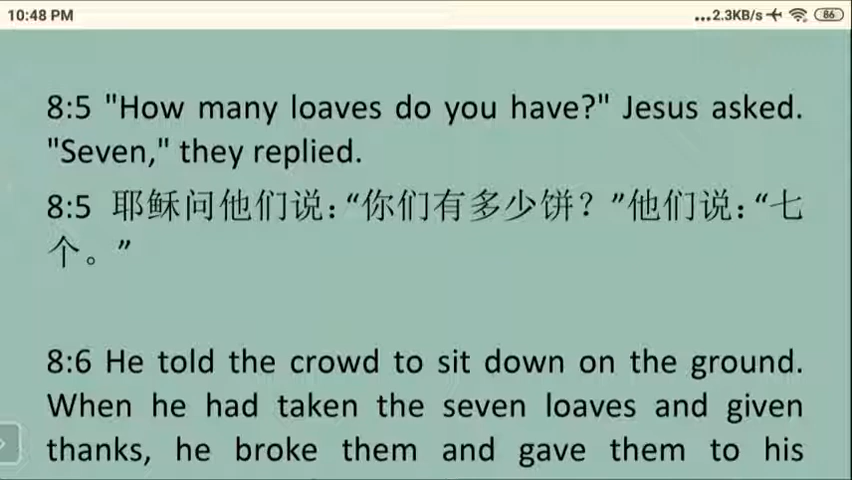 10:48 PM
...2.3KB/s 86
8:5 "How many loaves do you have?" Jesus asked.
"Seven," they replied.
8:5 耶稣问他们说：“你们有多少饼？”他们说：“七
个。”
8:6 He told the crowd to sit down on the ground.
When he had taken the seven loaves and given
thanks, he broke them and gave them to his